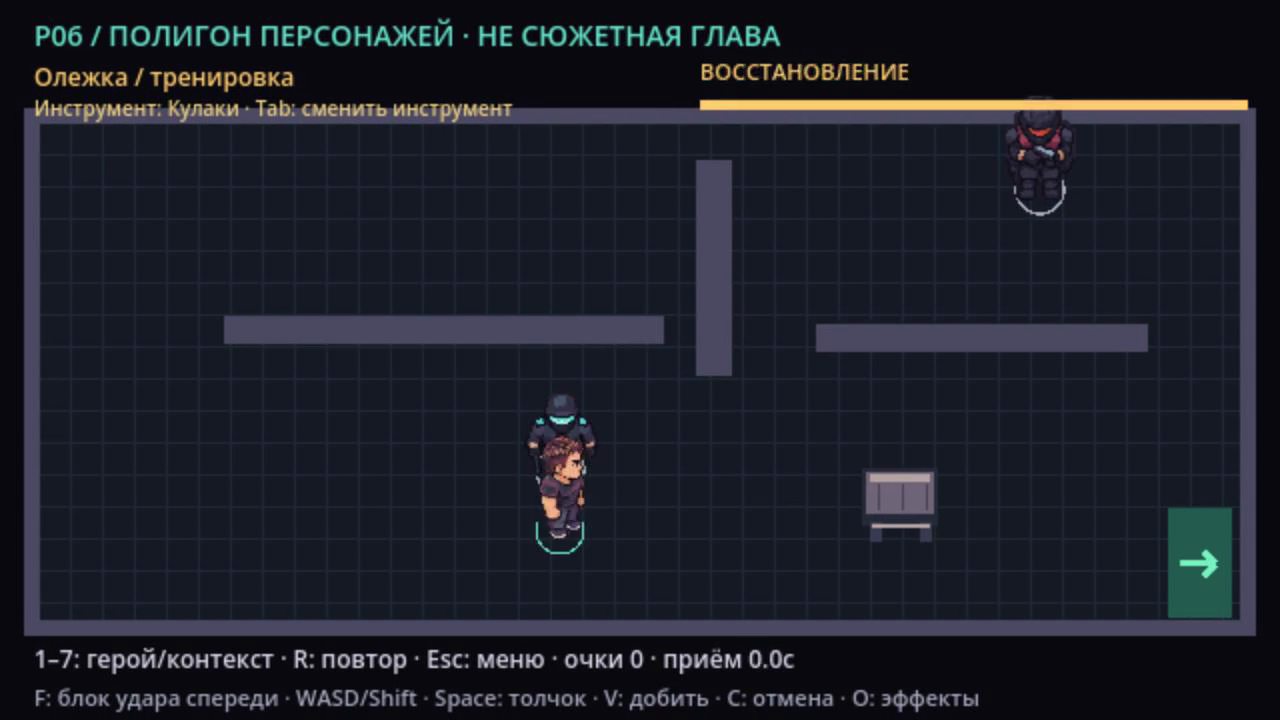 P06 / ПОЛИГОН ПЕРСОНАЖЕЙ · НЕ СЮЖЕТНАЯ ГЛАВА
Олежка / тренировка
ВОССТАНОВЛЕНИЕ
Инструмент: Кулаки · Tab: сменить инструмент
→
1–7: герой/контекст · R: повтор · Esc: меню · очки 0 · приём 0.0с
F: блок удара спереди · WASD/Shift · Space: толчок · V: добить · C: отмена · O: эффекты